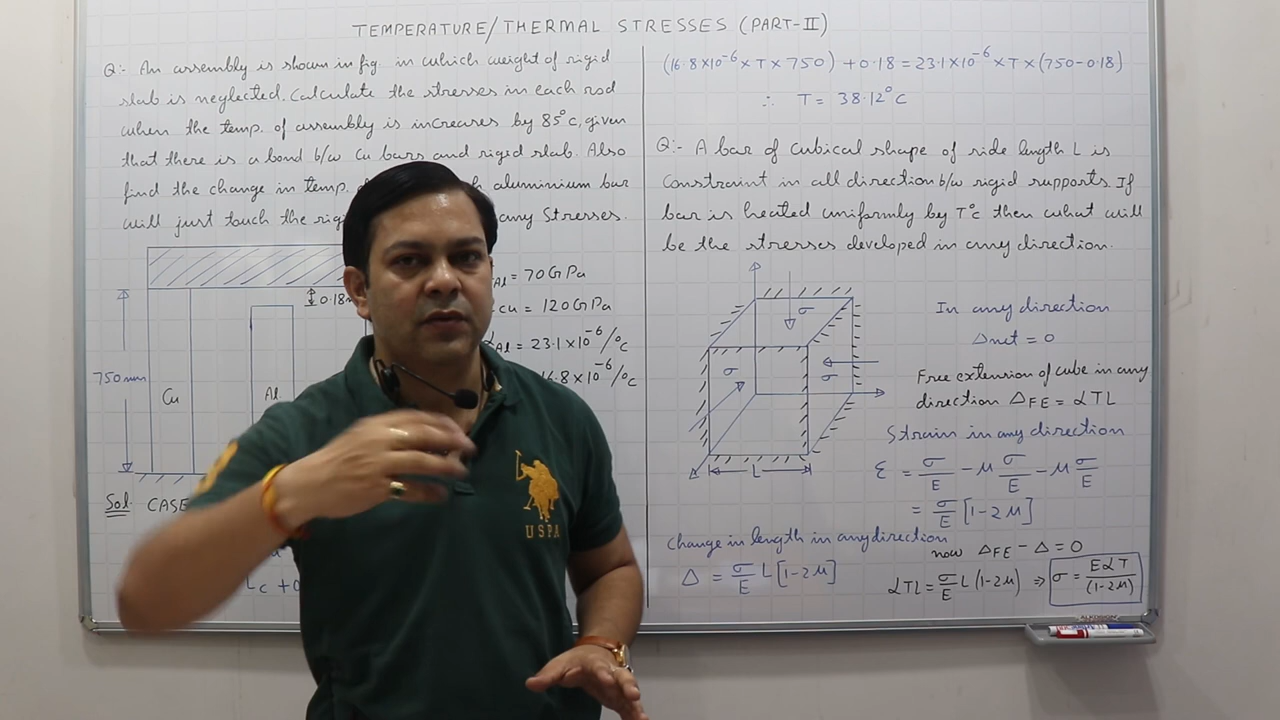 TEMPERATURE/THERMAL STRESSES (PART-II)
Q:- An assembly is shown in fig. in which weight of rigid
slab is neglected. Calculate the stresses in each rod
when the temp. of assembly is increases by 85°C, given
that there is a bond b/w Cu bars and rigid slab. Also
find the change in temp. aluminium bar
will just touch the any Stresses.
0.18
= 70 GPa
cu = 120 GPa
Al = 23.1×10⁻⁶/°C
16.8×10⁻⁶/°C
750mm
Cu
Al
Sol. CASE
Lc + 0
(16.8×10⁻⁶×T×750) + 0.18 = 23.1×10⁻⁶×T×(750-0.18)
∴ T = 38.12°C
Q:- A bar of cubical shape of side length L is
constraint in all direction b/w rigid supports. If
bar is heated uniformly by T°C then what will
be the stresses developed in any direction.
σ
σ
σ
L
In any direction
Δnet = 0
Free extension of cube in any
direction Δ_FE = αTL
Strain in any direction
ε = σ/E - μ σ/E - μ σ/E
= σ/E [1-2μ]
Change in length in any direction
Δ = σ/E L [1-2μ]
now Δ_FE - Δ = 0
αTL = σ/E L (1-2μ) ⇒ σ = EαT/(1-2μ)
USPA